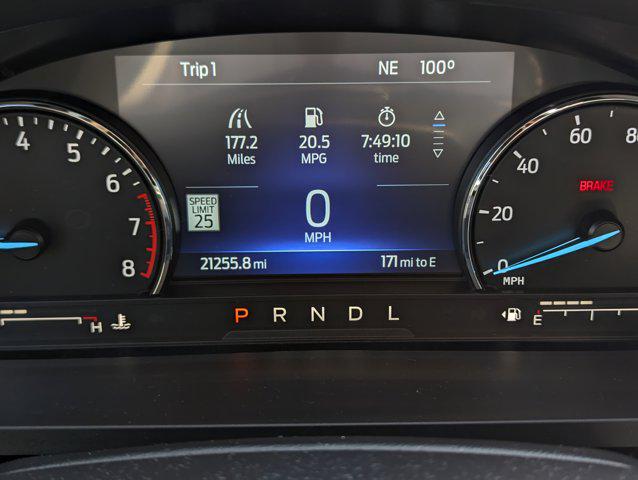 Trip 1 NE 100°
177.2 20.5 7:49:10
Miles MPG time
4 5 6 7 8
SPEED LIMIT 25
0
MPH
21255.8 mi 171 mi to E
0 20 40 60 80
BRAKE
MPH
P R N D L
H
E